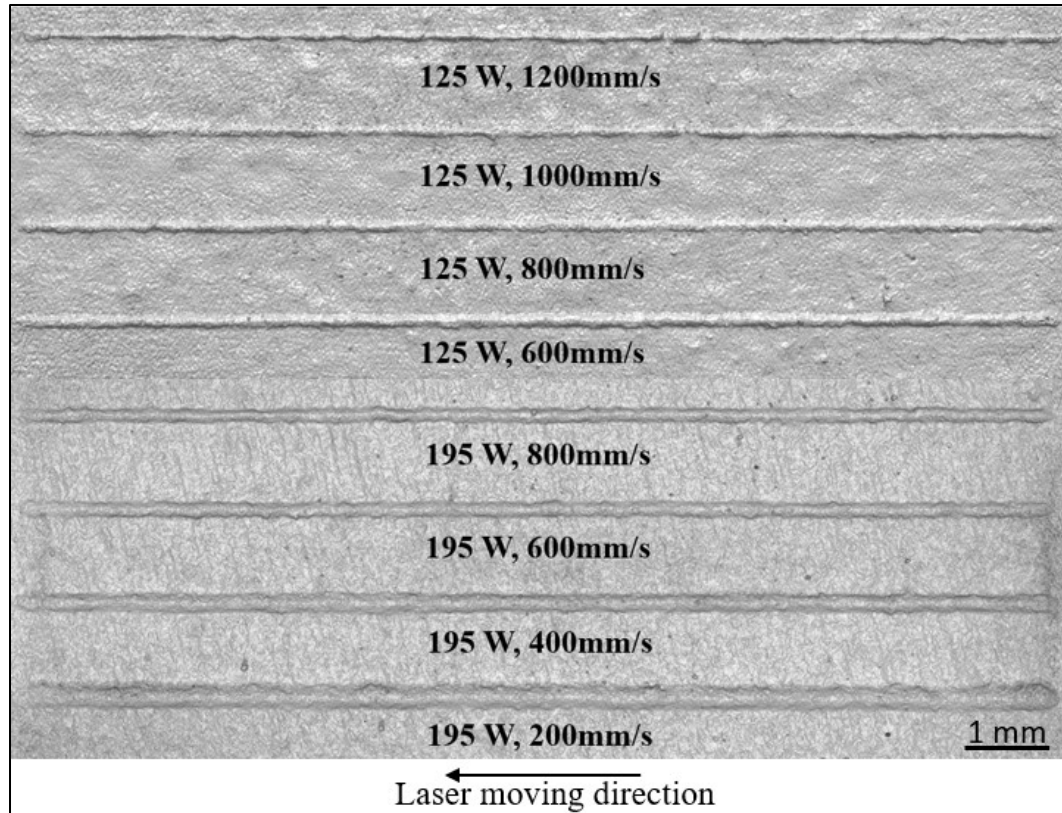 125 W, 1200mm/s
125 W, 1000mm/s
125 W, 800mm/s
125 W, 600mm/s
195 W, 800mm/s
195 W, 600mm/s
195 W, 400mm/s
195 W, 200mm/s
1 mm
Laser moving direction